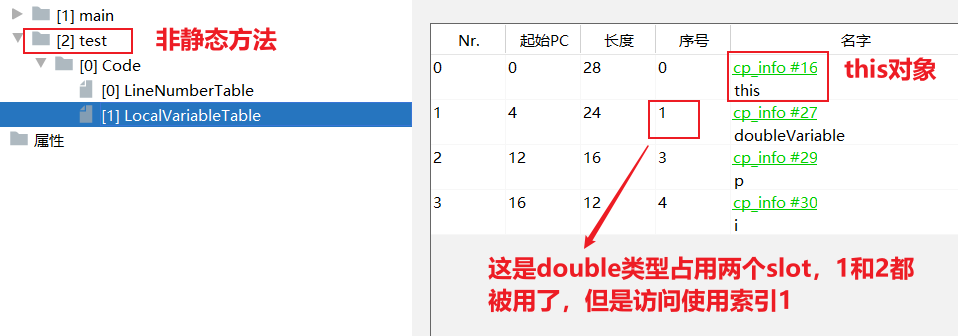 [1] main
[2] test
非静态方法
[0] Code
[0] LineNumberTable
[1] LocalVariableTable
属性
Nr. 起始PC 长度 序号 名字
0 0 28 0 cp_info #16
this
this对象
1 4 24 1 cp_info #27
doubleVariable
2 12 16 3 cp_info #29
p
3 16 12 4 cp_info #30
i
这是double类型占用两个slot，1和2都
被用了，但是访问使用索引1